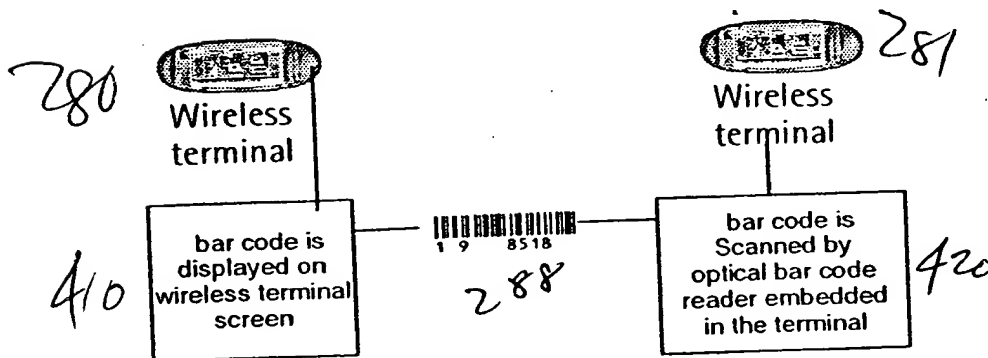 280
Wireless
terminal
281
Wireless
terminal
410
bar code is
displayed on
wireless terminal
screen
1 9 8518
288
bar code is
Scanned by
optical bar code
reader embedded
in the terminal
420